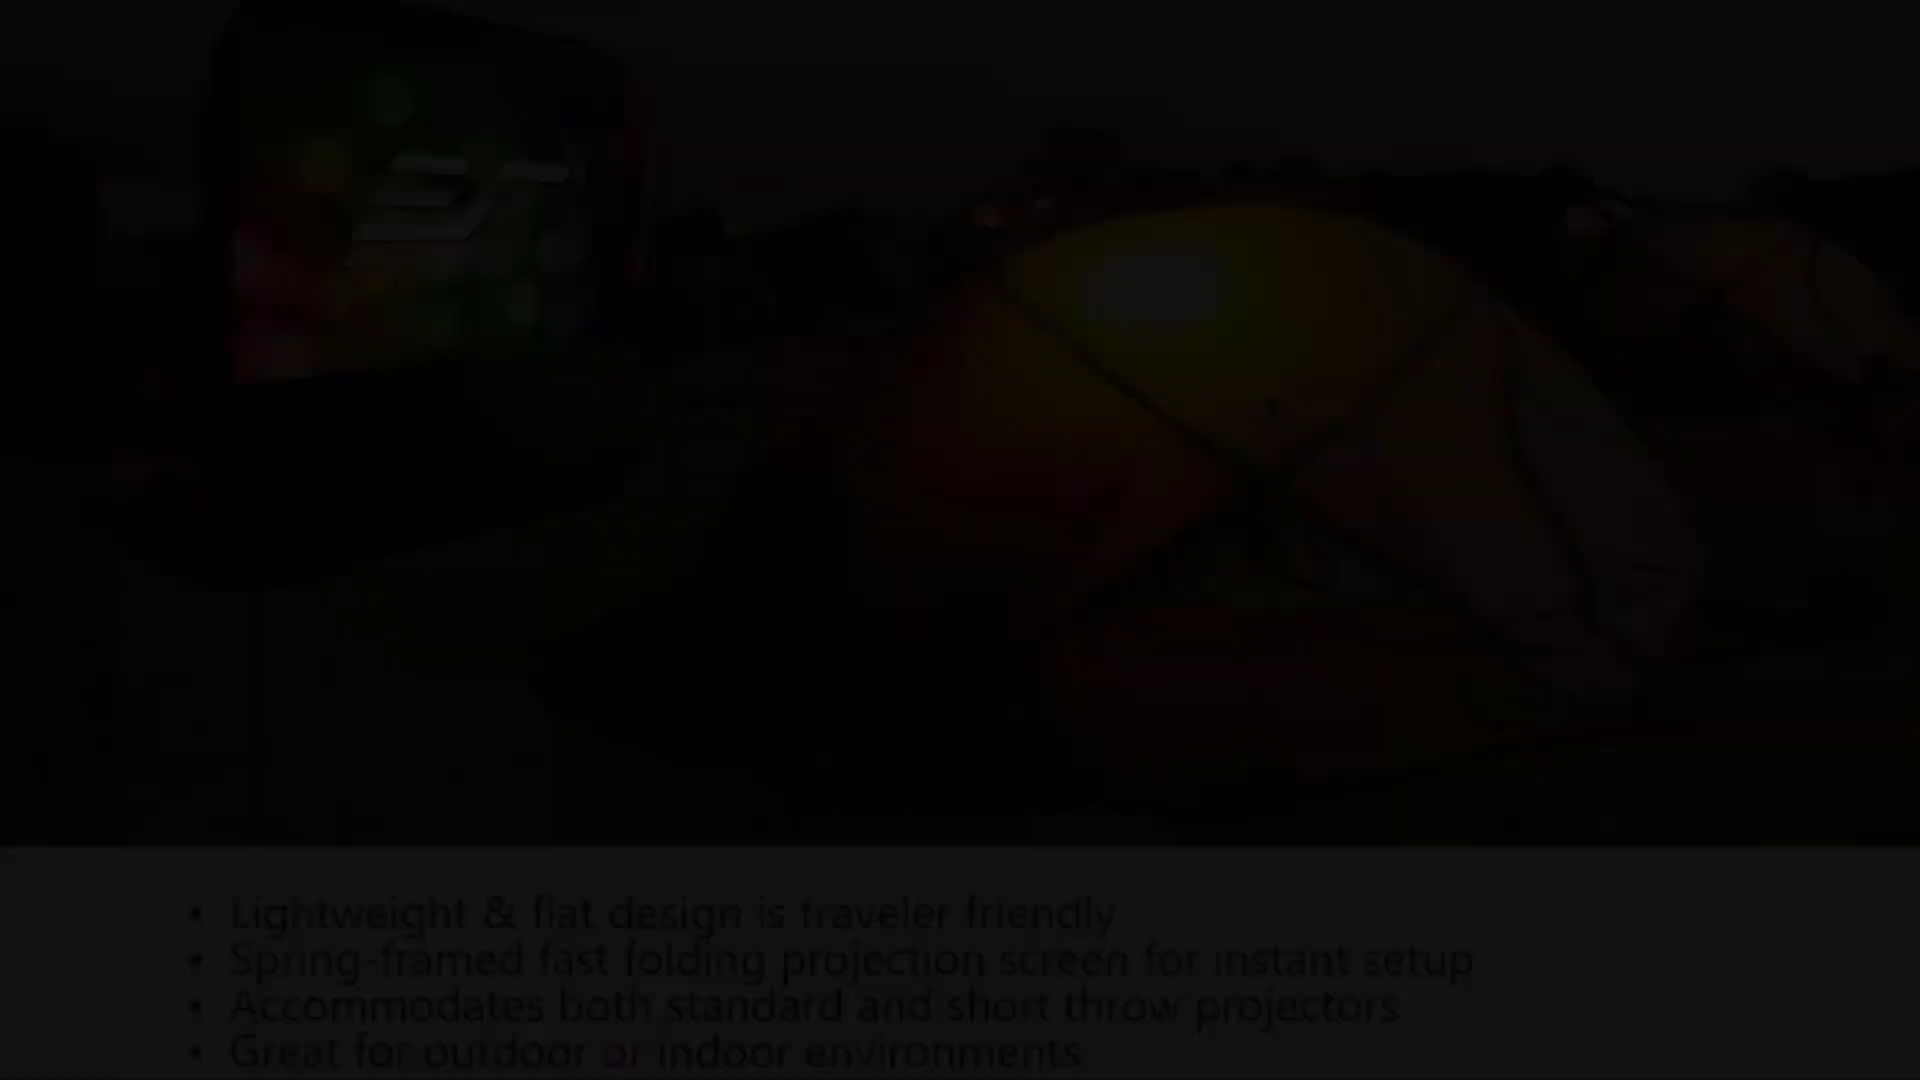 • Lightweight & flat design is traveler friendly
• Spring-framed fast folding projection screen for instant setup
• Accommodates both standard and short throw projectors
• Great for outdoor or indoor environments